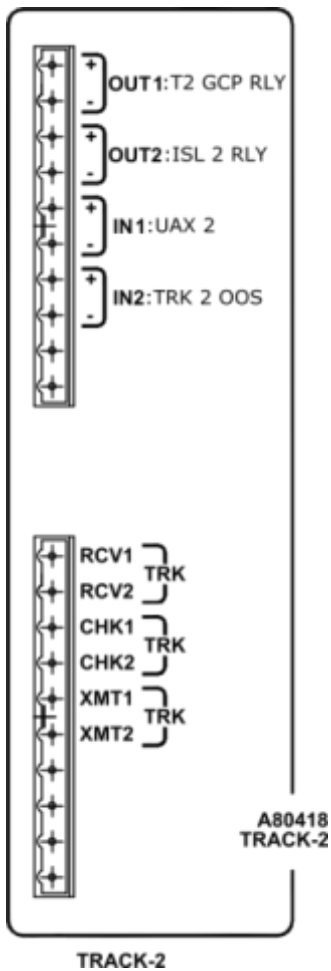 +
OUT1:T2 GCP RLY
-
+
OUT2:ISL 2 RLY
-
+
IN1:UAX 2
-
+
IN2:TRK 2 OOS
-
RCV1
TRK
RCV2
CHK1
TRK
CHK2
XMT1
TRK
XMT2
A80418
TRACK-2
TRACK-2